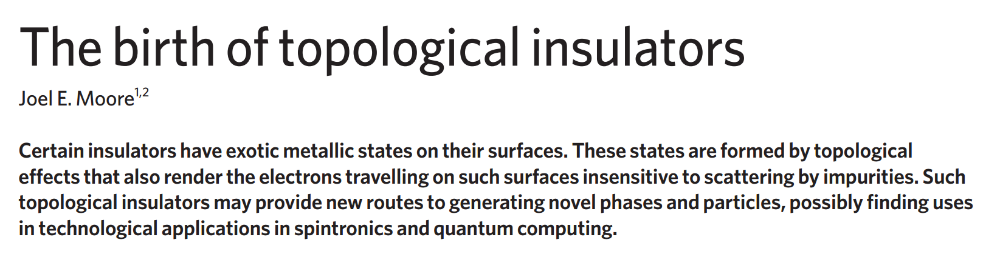 The birth of topological insulators
Joel E. Moore1,2
Certain insulators have exotic metallic states on their surfaces. These states are formed by topological
effects that also render the electrons travelling on such surfaces insensitive to scattering by impurities. Such
topological insulators may provide new routes to generating novel phases and particles, possibly finding uses
in technological applications in spintronics and quantum computing.